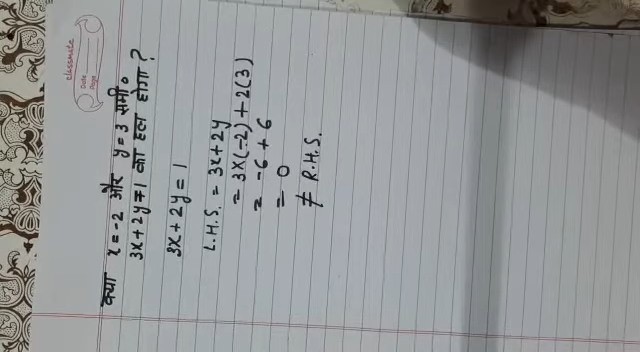 classmate
Date
Page
क्या x = -2 और y = 3 समी०
3x + 2y = 1 का हल होगा ?
3x + 2y = 1
L.H.S. = 3x + 2y
= 3x(-2) + 2(3)
= -6 + 6
= 0
≠ R.H.S.